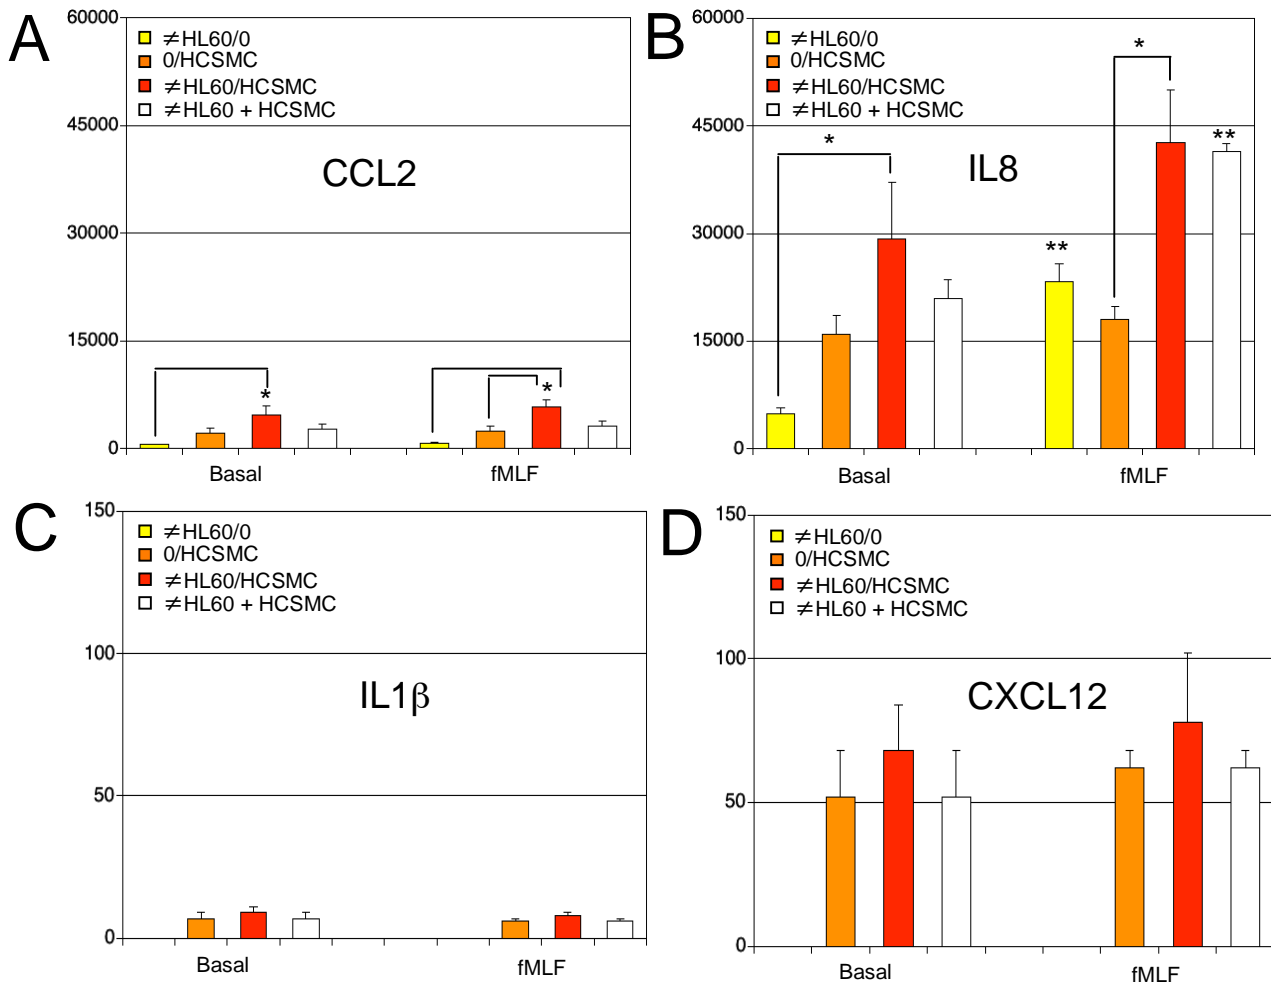 A
60000
45000
30000
15000
0
≠HL60/0
0/HCSMC
≠HL60/HCSMC
≠HL60 + HCSMC
CCL2
*
*
Basal
fMLF
B
60000
45000
30000
15000
0
≠HL60/0
0/HCSMC
≠HL60/HCSMC
≠HL60 + HCSMC
IL8
*
*
**
**
Basal
fMLF
C
150
100
50
0
≠HL60/0
0/HCSMC
≠HL60/HCSMC
≠HL60 + HCSMC
IL1β
Basal
fMLF
D
150
100
50
0
≠HL60/0
0/HCSMC
≠HL60/HCSMC
≠HL60 + HCSMC
CXCL12
Basal
fMLF